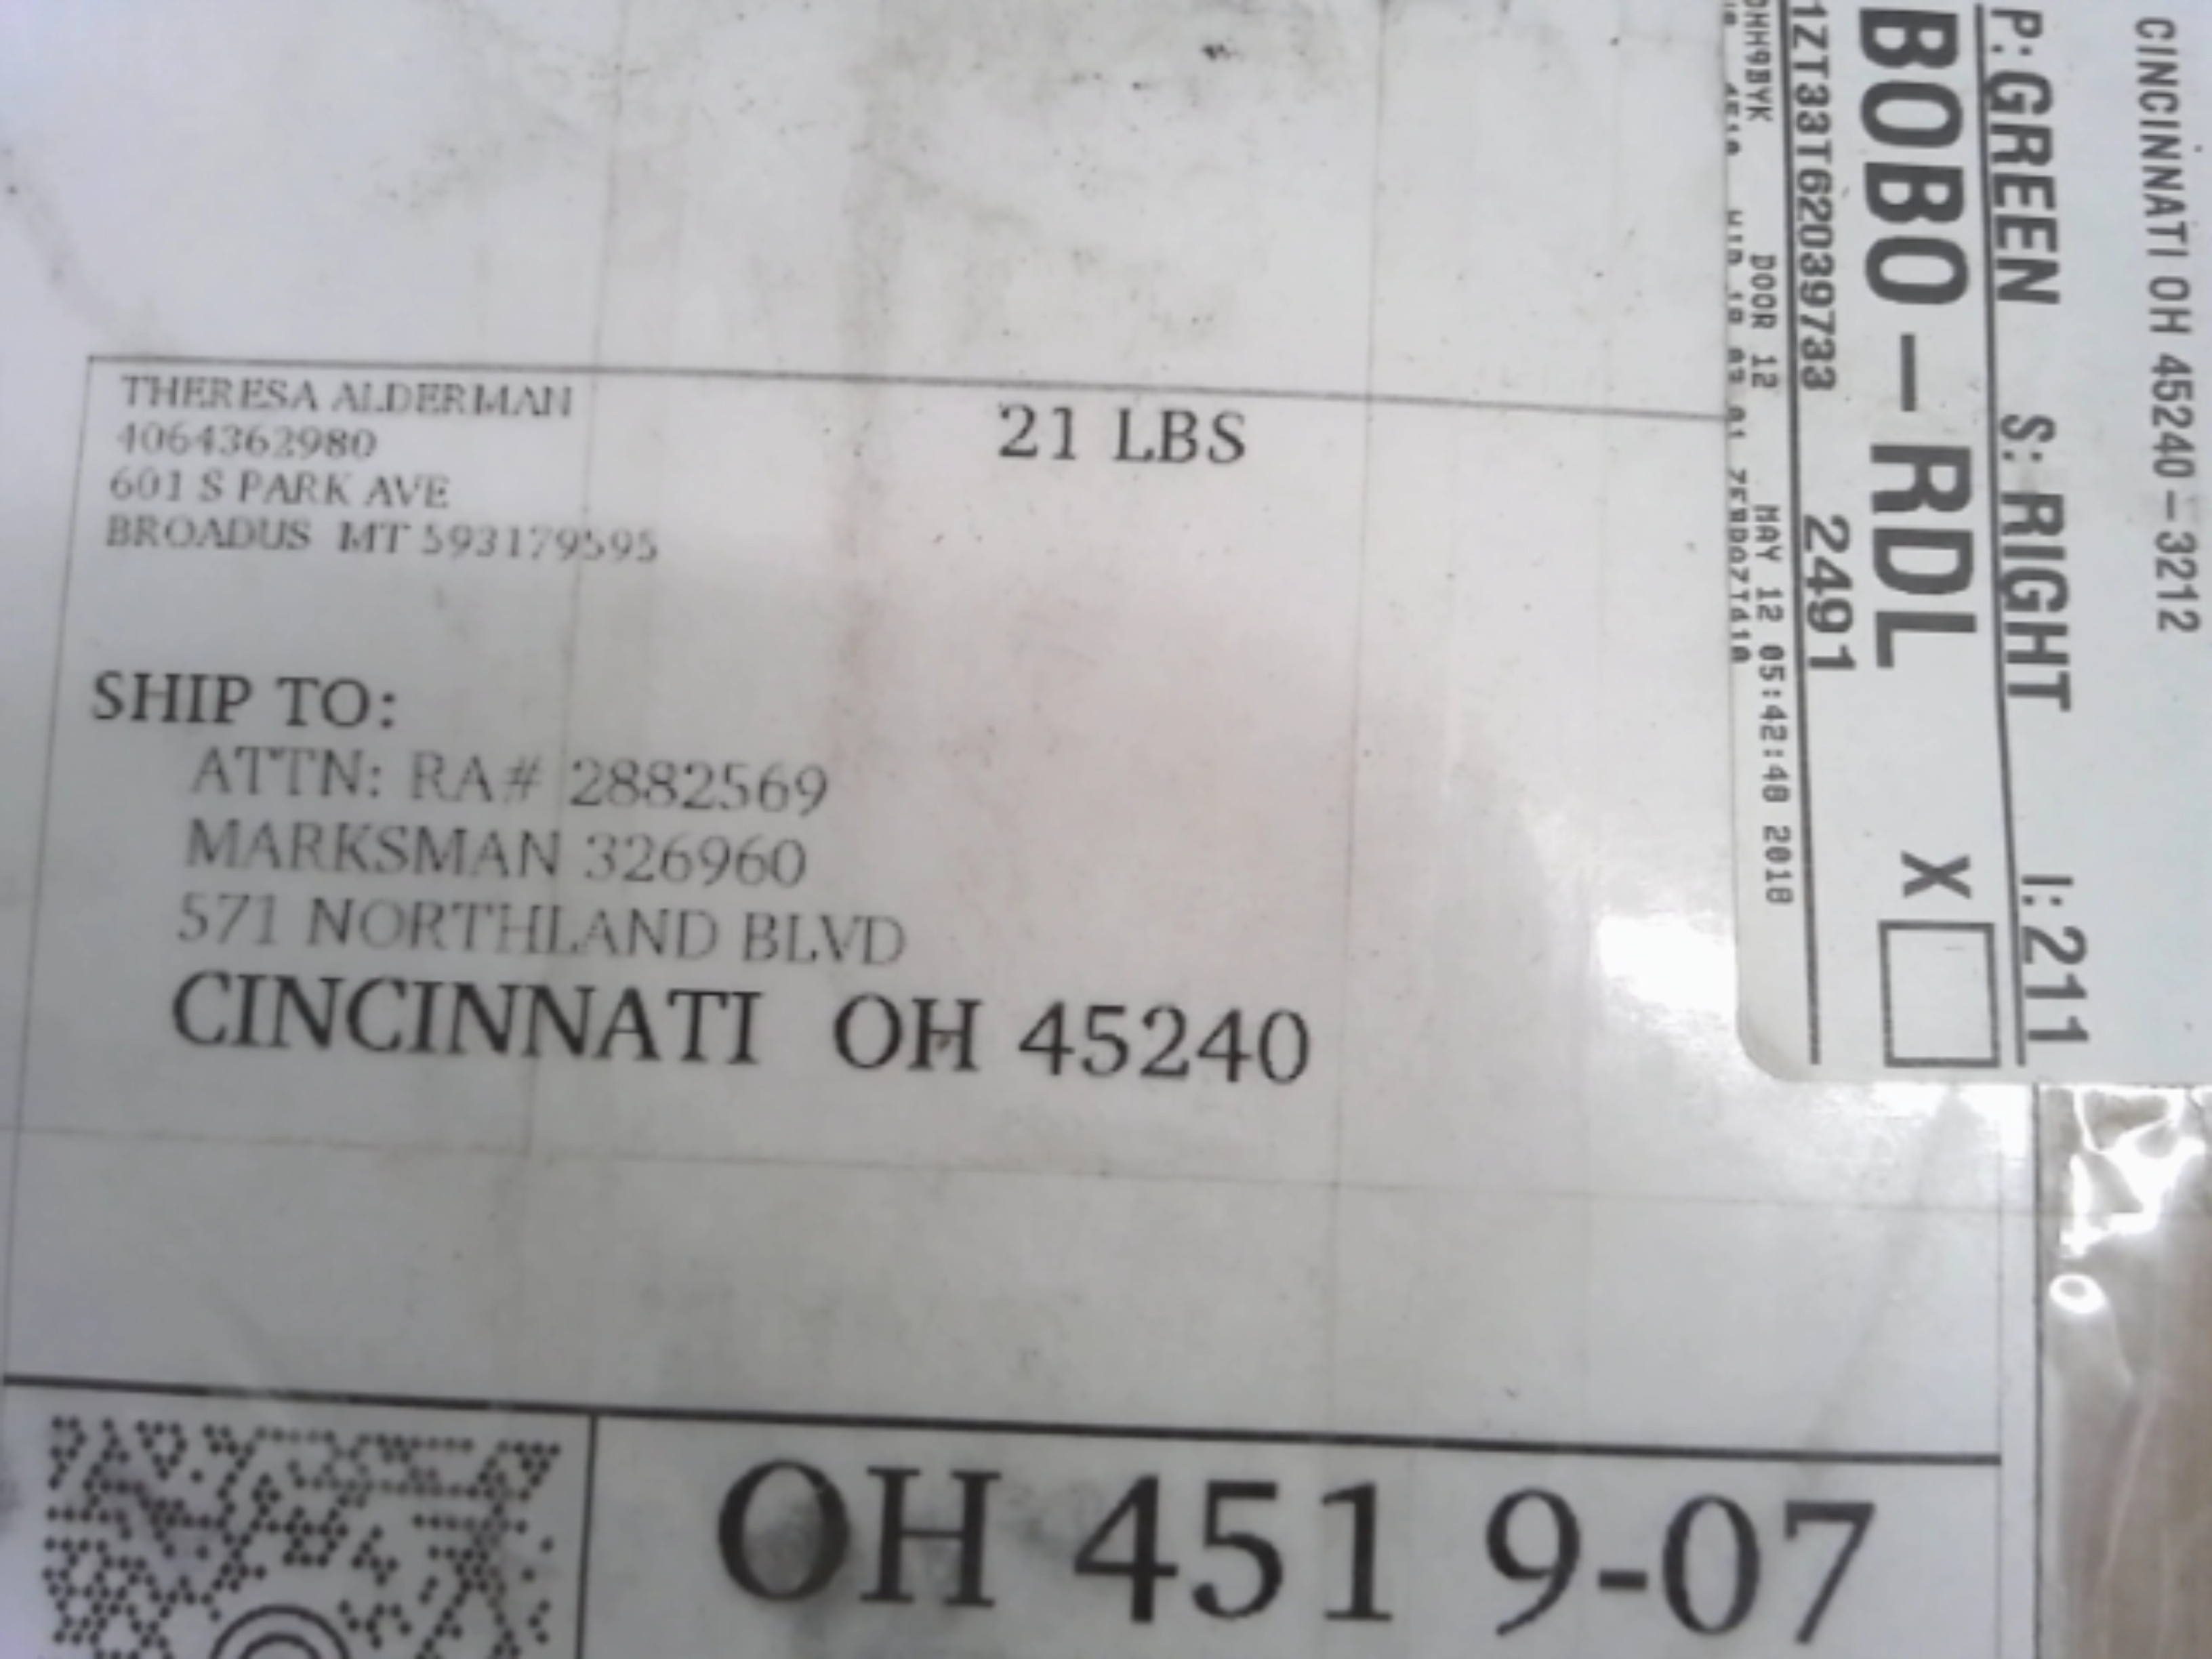 THERESA ALDERMAN
4064362980
601 S PARK AVE
BROADUS MT 593179595
21 LBS
SHIP TO:
ATTN: RA# 2882569
MARKSMAN 326960
571 NORTHLAND BLVD
CINCINNATI OH 45240
OH 451 9-07
CINCINNATI OH 45240-3212
P:GREEN S: RIGHT I:211
BOBO-RDL X
1ZT33T62039733 2491
DOOR 12 MAY 12 05:42:48 2018